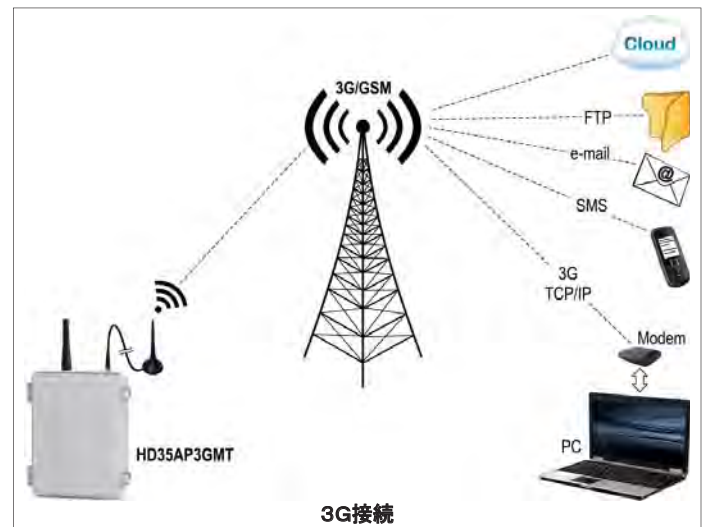 Cloud
3G/GSM
FTP
e-mail
@
SMS
3G
TCP/IP
Modem
HD35AP3GMT
PC
3G接続